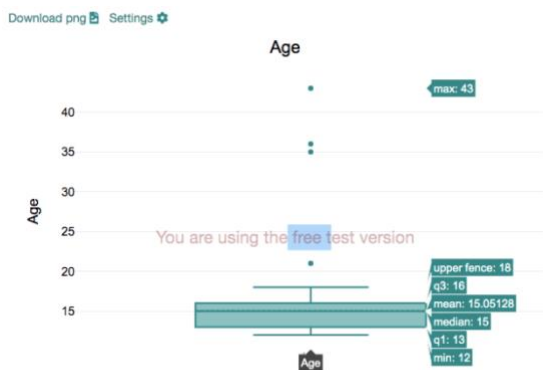 Download png Settings
Age
max: 43
40
35
30
Age
25
You are using the free test version
20
15
upper fence: 18
q3: 16
mean: 15.05128
median: 15
q1: 13
min: 12
Age